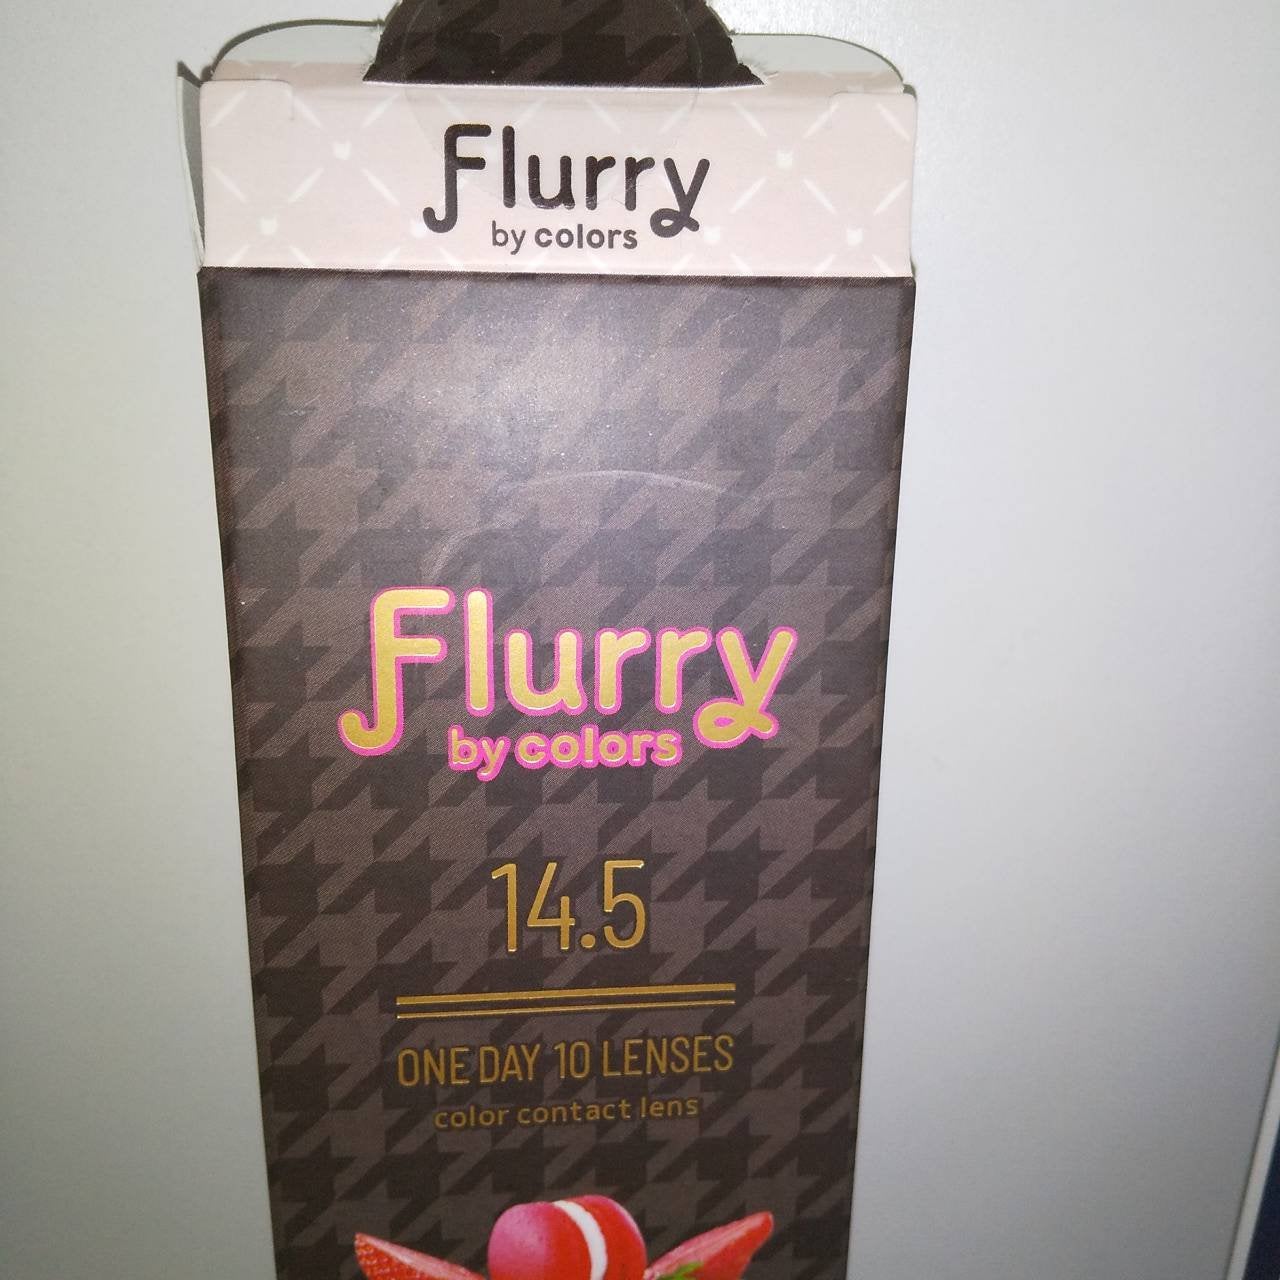 Flurry
by colors
Flurry
by colors
14.5
ONE DAY 10 LENSES
color contact lens